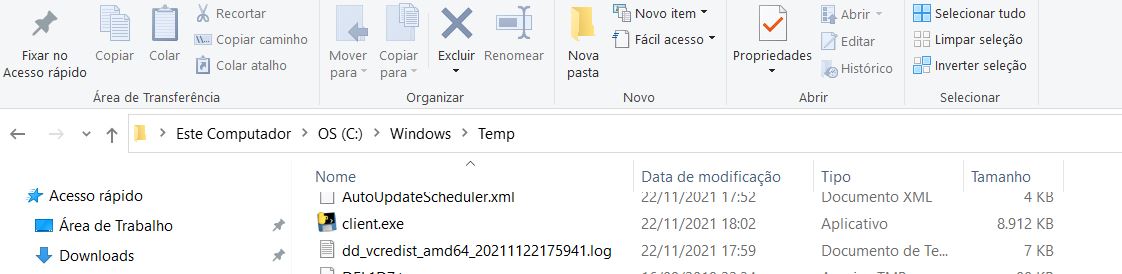 Fixar no
Acesso rápido
Copiar
Colar
Recortar
Copiar caminho
Colar atalho
Área de Transferência
Mover
para
Copiar
para
Excluir
Renomear
Organizar
Nova
pasta
Novo item
Fácil acesso
Novo
Propriedades
Abrir
Editar
Histórico
Abrir
Selecionar tudo
Limpar seleção
Inverter seleção
Selecionar
Este Computador > OS (C:) > Windows > Temp
Acesso rápido
Área de Trabalho
Downloads
Nome Data de modificação Tipo Tamanho
AutoUpdateScheduler.xml 22/11/2021 17:52 Documento XML 4 KB
client.exe 22/11/2021 18:02 Aplicativo 8.912 KB
dd_vcredist_amd64_20211122175941.log 22/11/2021 17:59 Documento de Te... 7 KB